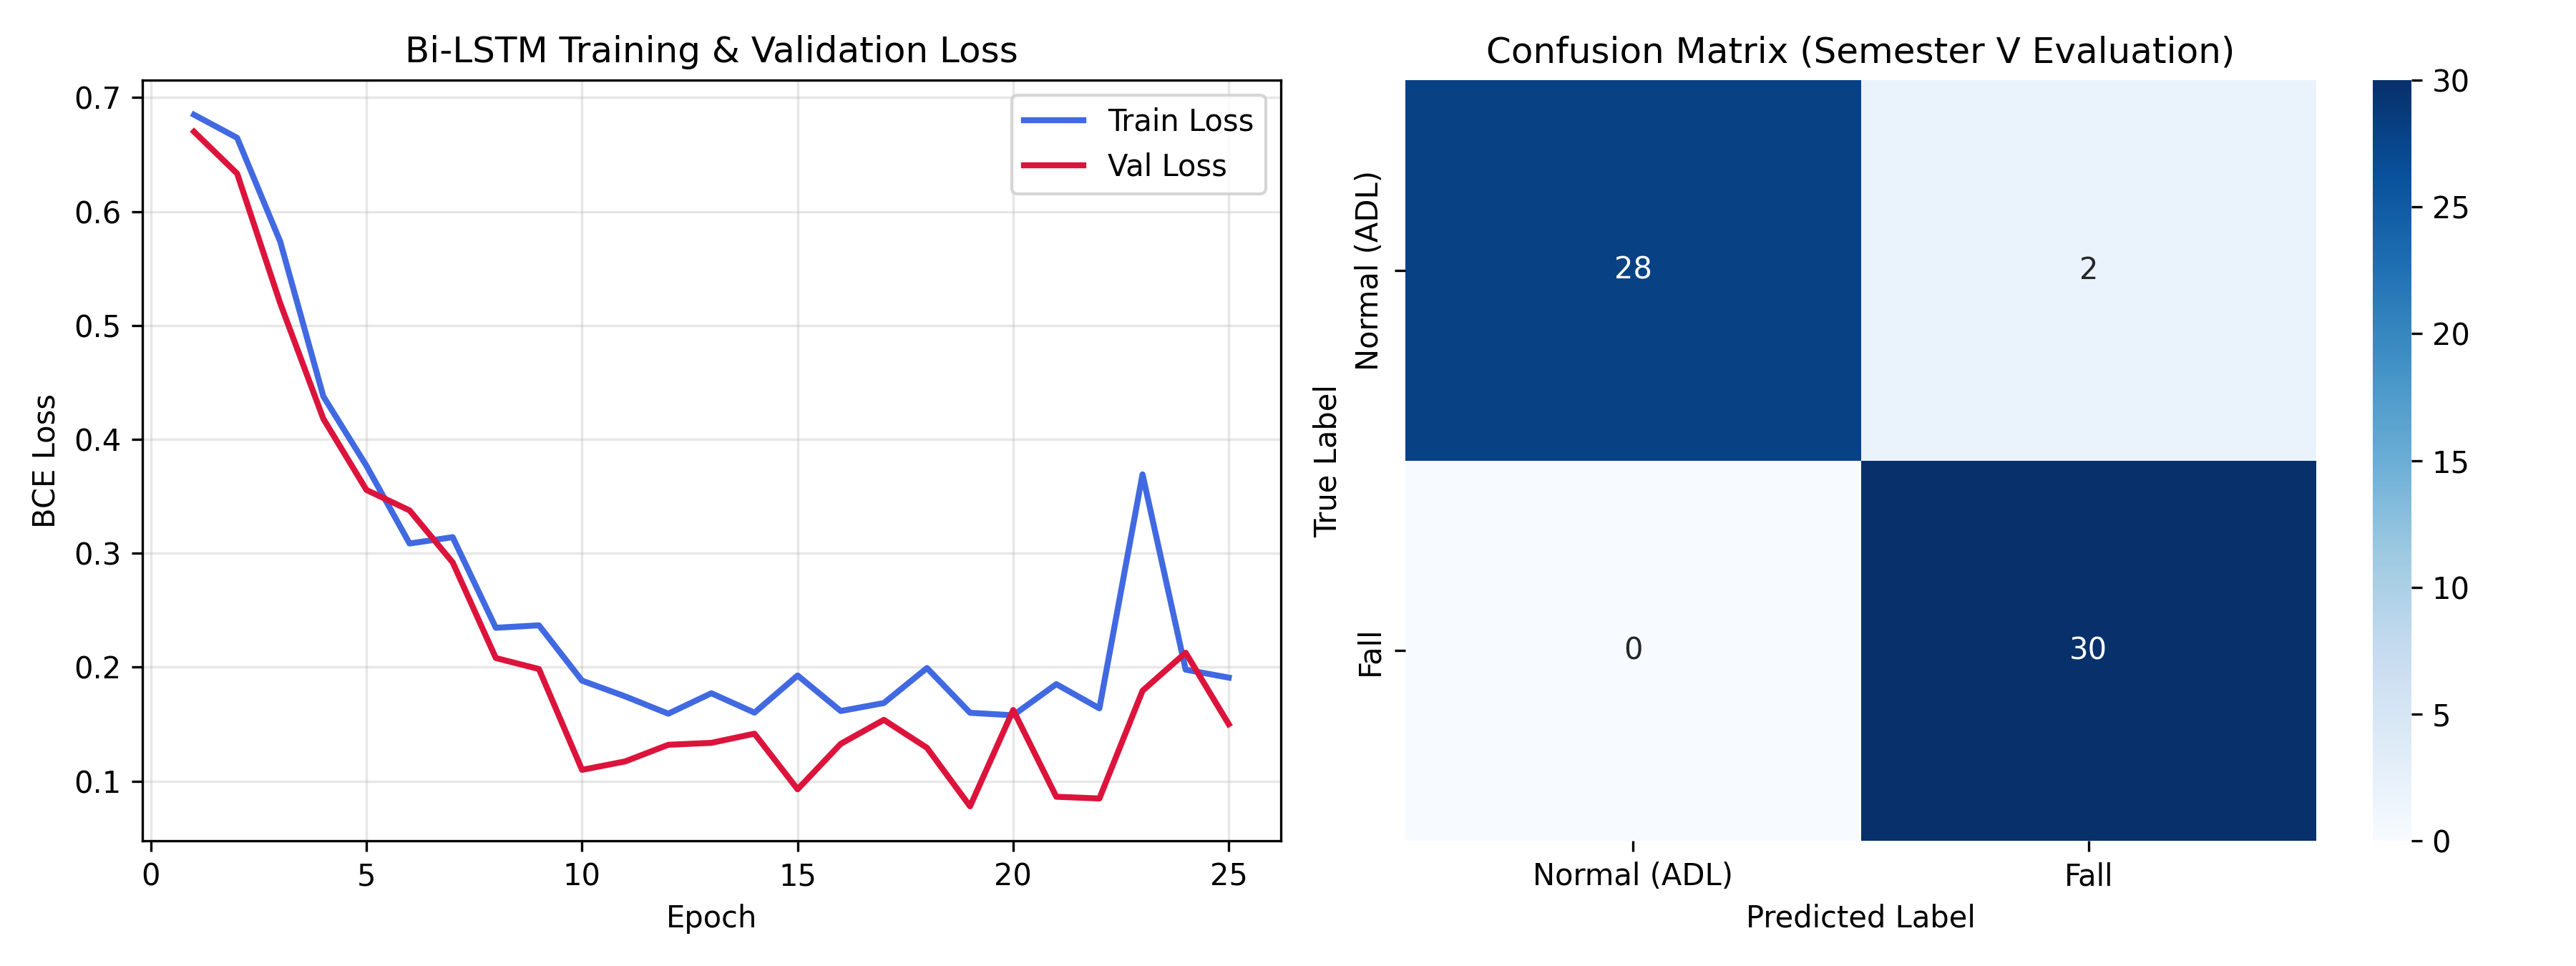 Bi-LSTM Training & Validation Loss
0.7
0.6
0.5
0.4
0.3
0.2
0.1
BCE Loss
Train Loss
Val Loss
0 5 10 15 20 25
Epoch
Confusion Matrix (Semester V Evaluation)
True Label
Normal (ADL)
Fall
28 2
0 30
Normal (ADL) Fall
Predicted Label
30
25
20
15
10
5
0